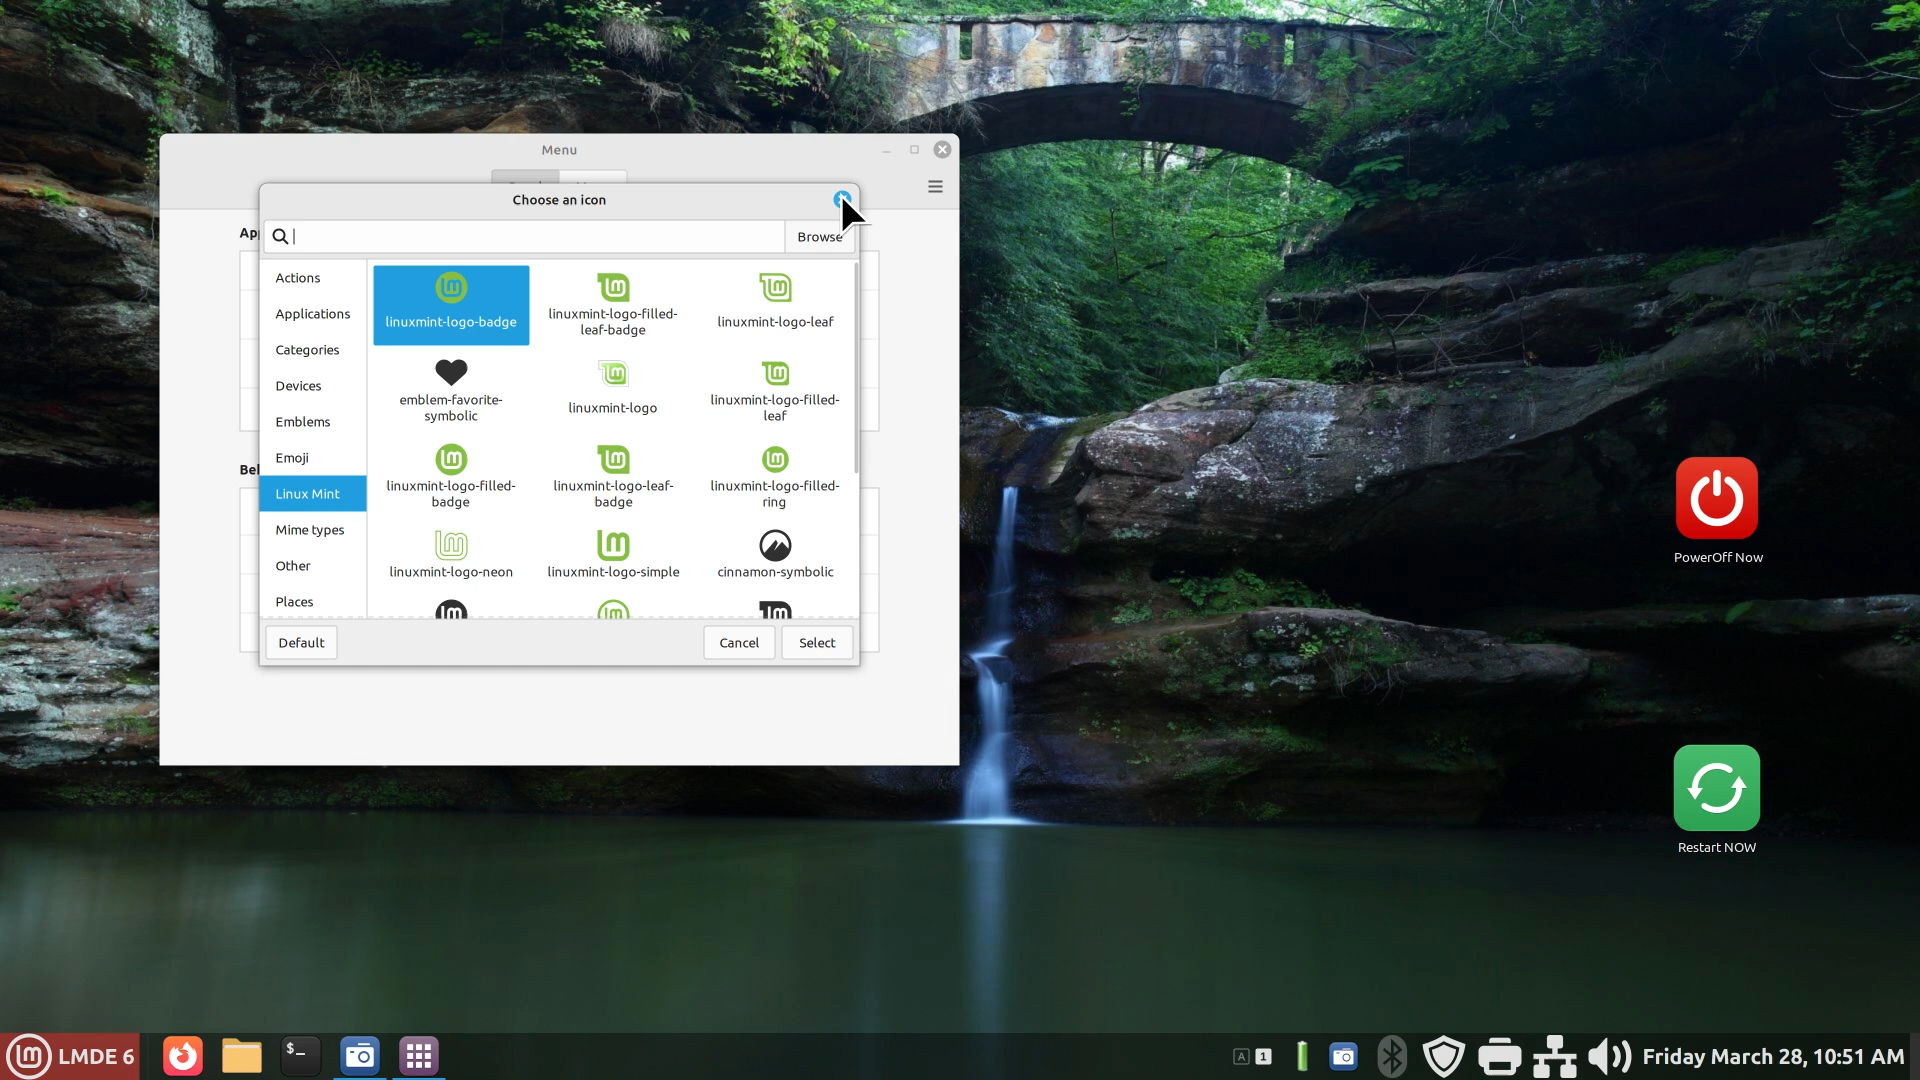 Menu
Choose an icon
Browse
Actions
Applications
Categories
Devices
Emblems
Emoji
Linux Mint
Mime types
Other
Places
linuxmint-logo-badge
linuxmint-logo-filled-
leaf-badge
linuxmint-logo-leaf
emblem-favorite-
symbolic
linuxmint-logo
linuxmint-logo-filled-
leaf
linuxmint-logo-filled-
badge
linuxmint-logo-leaf-
badge
linuxmint-logo-filled-
ring
linuxmint-logo-neon
linuxmint-logo-simple
cinnamon-symbolic
Default
Cancel
Select
PowerOff Now
Restart NOW
LMDE 6
$_
A 1
Friday March 28, 10:51 AM